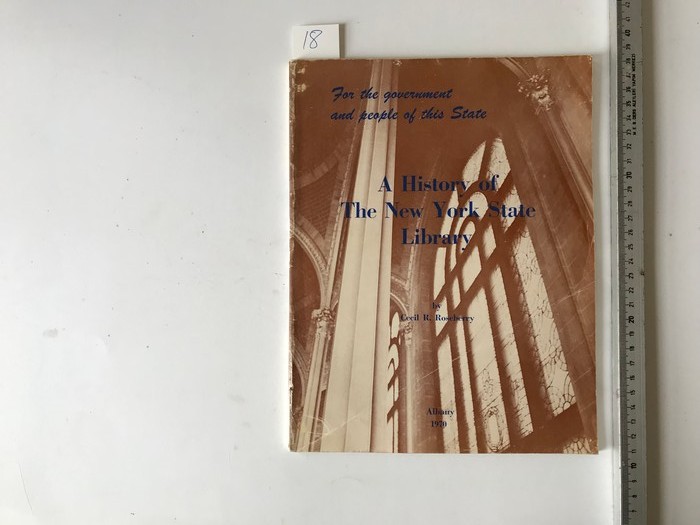 18
For the government
and people of this State
A History of
The New York State
Library
by
Cecil R. Roseberry
Albany
1970